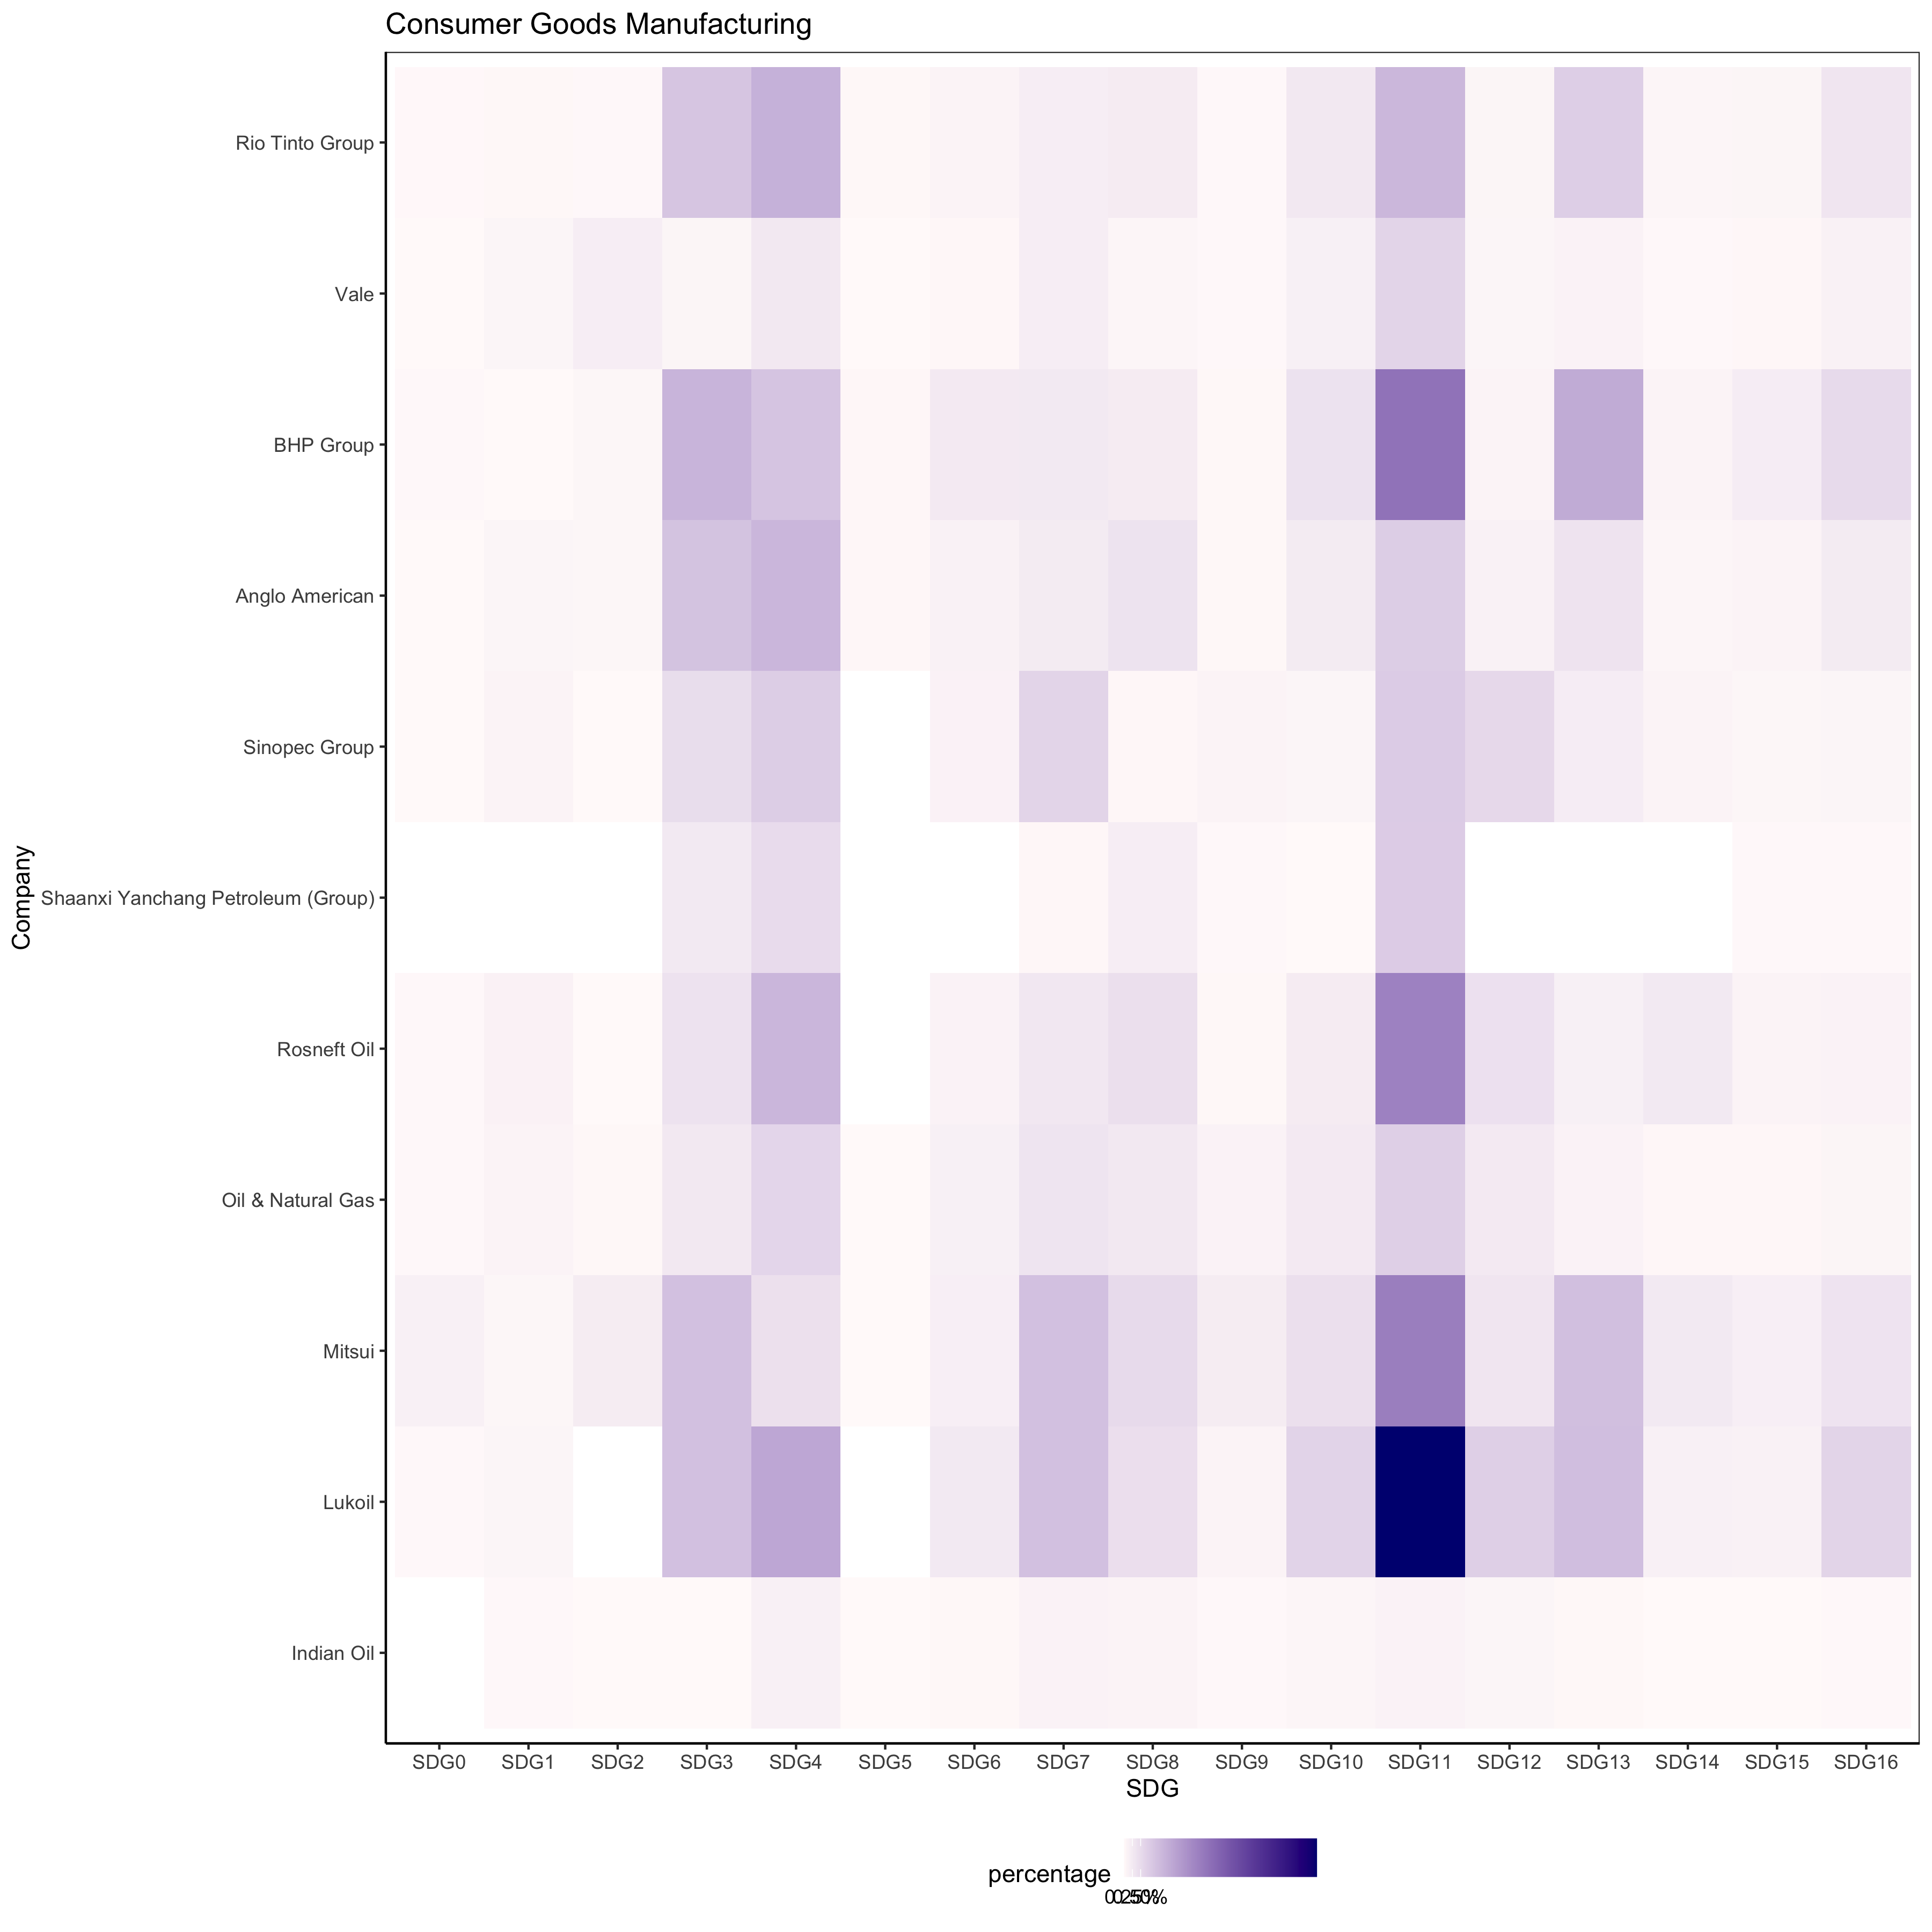 Consumer Goods Manufacturing
Company
Rio Tinto Group
Vale
BHP Group
Anglo American
Sinopec Group
Shaanxi Yanchang Petroleum (Group)
Rosneft Oil
Oil & Natural Gas
Mitsui
Lukoil
Indian Oil
SDG0 SDG1 SDG2 SDG3 SDG4 SDG5 SDG6 SDG7 SDG8 SDG9 SDG10 SDG11 SDG12 SDG13 SDG14 SDG15 SDG16
SDG
percentage